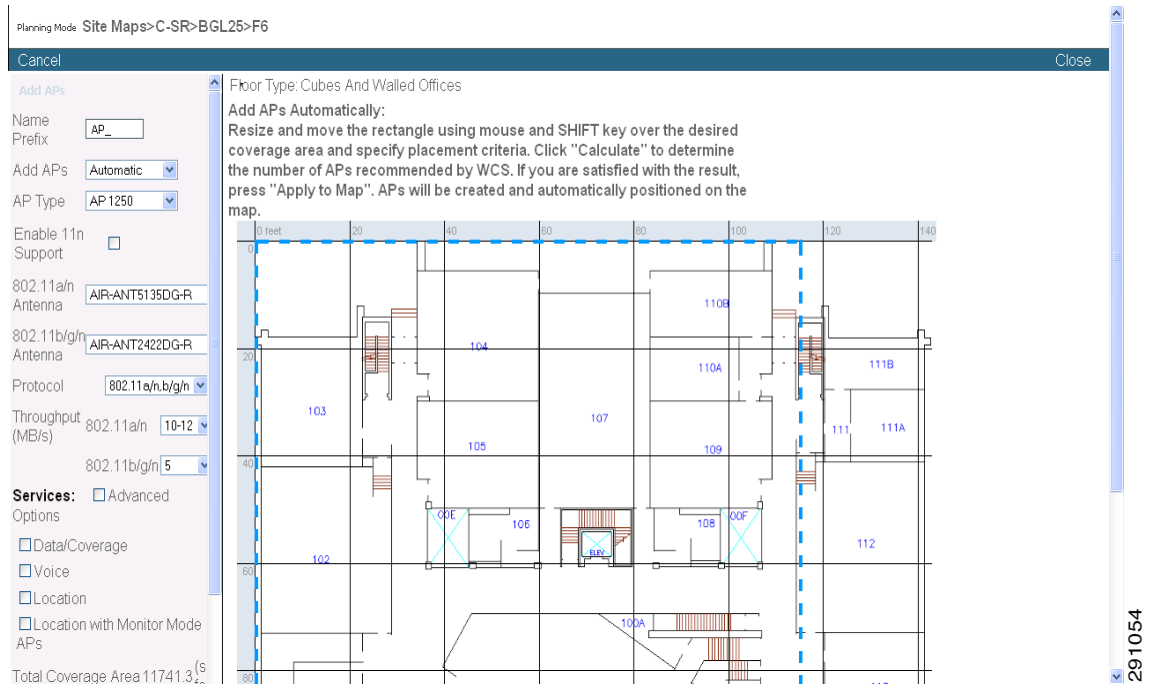 Planning Mode Site Maps>C-SR>BGL25>F6
Cancel
Close
Add APs
Name
Prefix
AP_
Add APs
Automatic
AP Type
AP 1250
Enable 11n
Support
802.11a/n
Antenna
AIR-ANT5135DG-R
802.11b/g/n
Antenna
AIR-ANT2422DG-R
Protocol
802.11a/n,b/g/n
Throughput
(MB/s)
802.11a/n
10-12
802.11b/g/n
5
Services:
Advanced
Options
Data/Coverage
Voice
Location
Location with Monitor Mode
APs
Total Coverage Area 11741.3 (s
Floor Type: Cubes And Walled Offices
Add APs Automatically:
Resize and move the rectangle using mouse and SHIFT key over the desired
coverage area and specify placement criteria. Click "Calculate" to determine
the number of APs recommended by WCS. If you are satisfied with the result,
press "Apply to Map". APs will be created and automatically positioned on the
map.
0 feet
20
40
60
80
100
120
140
0
110B
104
20
110A
111B
103
107
111
111A
105
109
40
00E
106
108
00F
ELEV
112
102
60
100A
80
291054